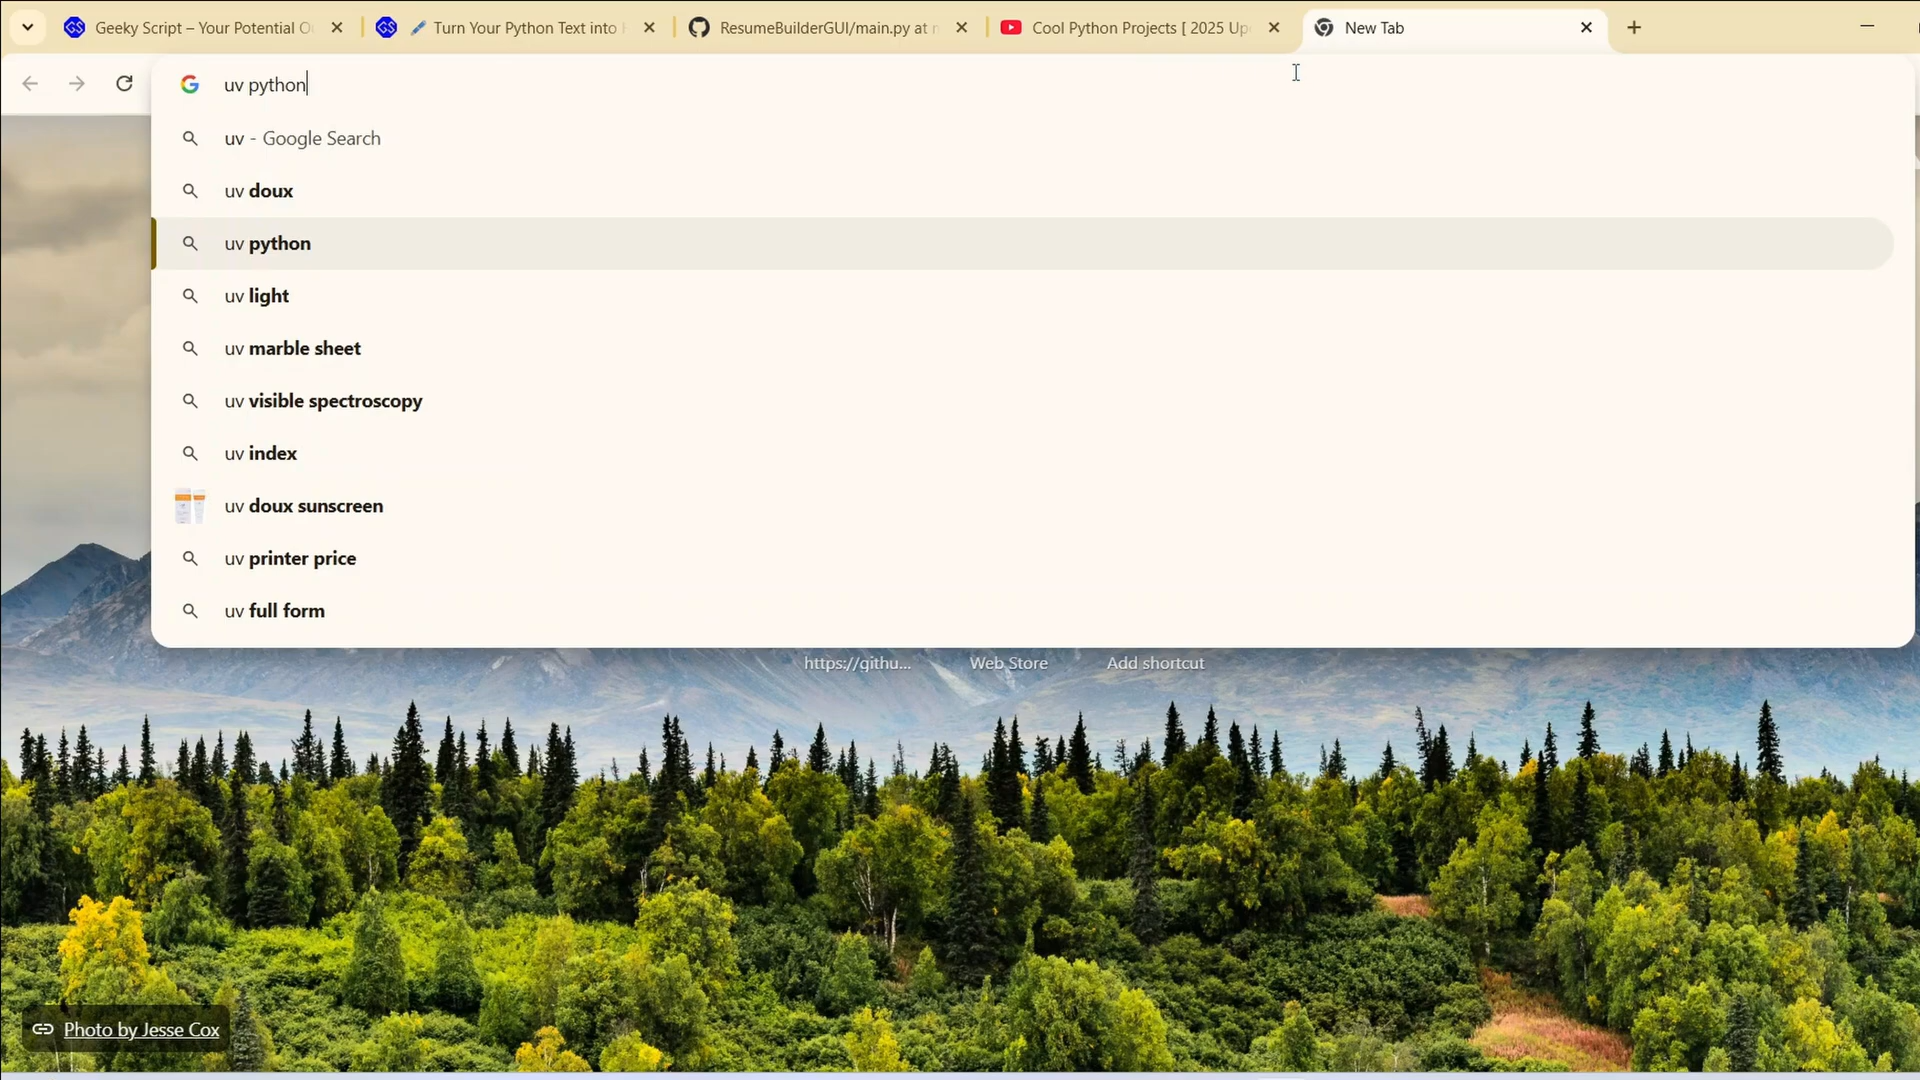 Geeky Script – Your Potential O
Turn Your Python Text into
ResumeBuilderGUI/main.py at
Cool Python Projects [ 2025 Up
New Tab
uv python
uv - Google Search
uv doux
uv python
uv light
uv marble sheet
uv visible spectroscopy
uv index
uv doux sunscreen
uv printer price
uv full form
https://githu...
Web Store
Add shortcut
Photo by Jesse Cox